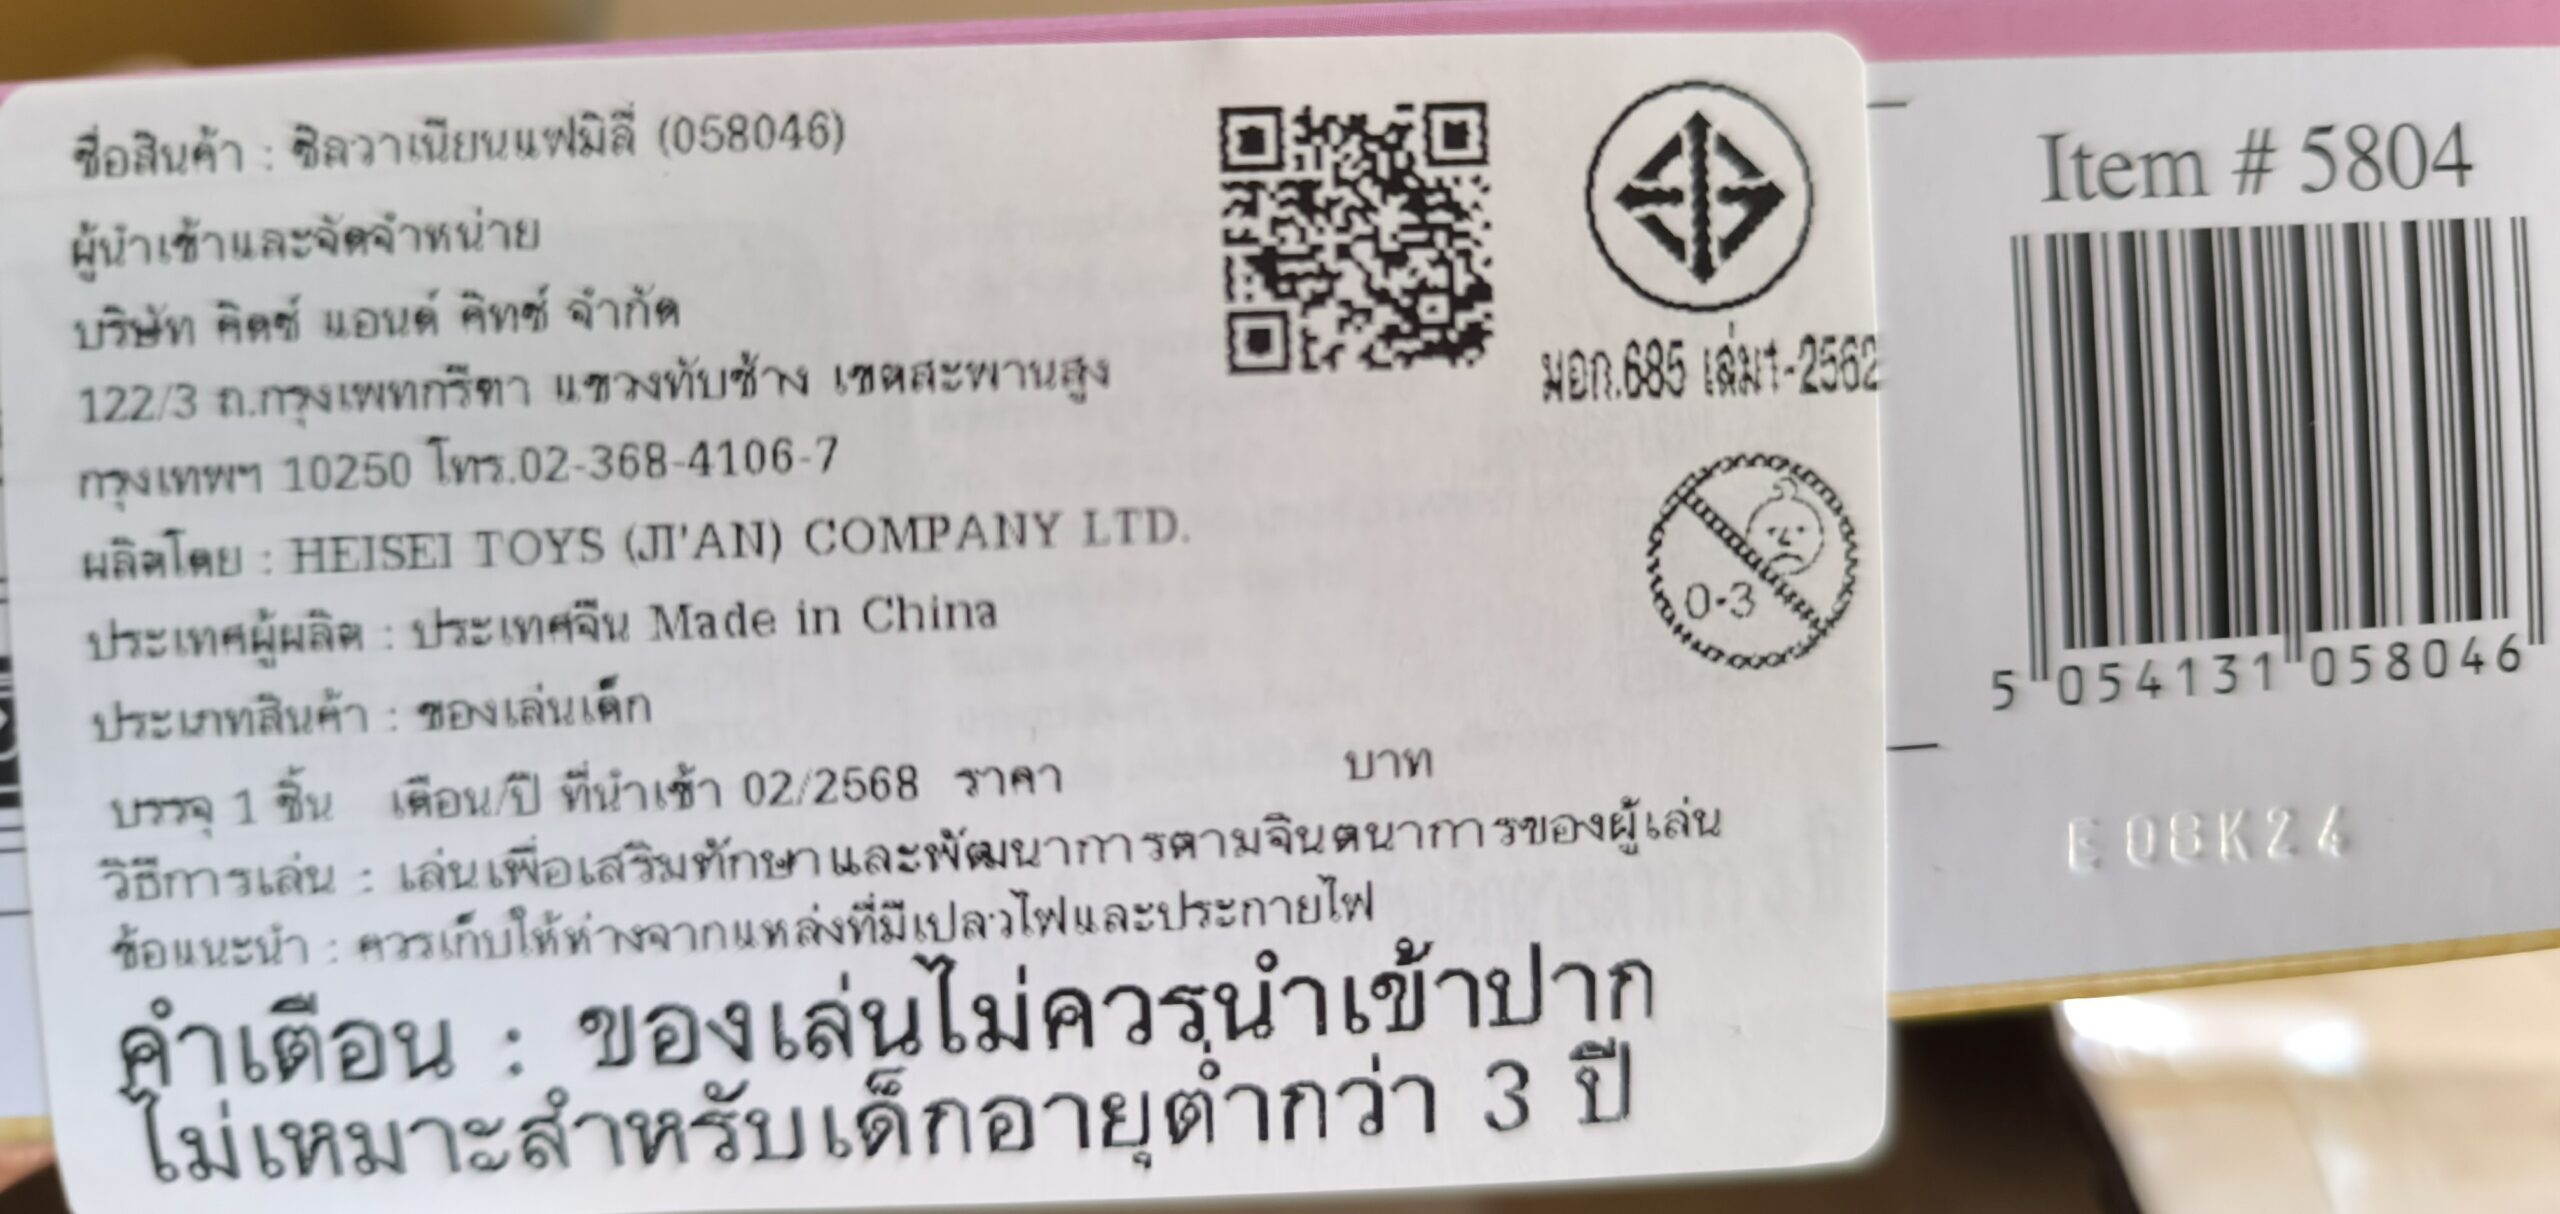 ชื่อสินค้า : ซิลวาเนียนแฟมิลี่ (058046)
ผู้นำเข้าและจัดจำหน่าย
บริษัท คิดซ์ แอนด์ คิทซ์ จำกัด
122/3 ถ.กรุงเทพกรีฑา แขวงทับช้าง เขตสะพานสูง
กรุงเทพฯ 10250 โทร.02-368-4106-7
ผลิตโดย : HEISEI TOYS (JI'AN) COMPANY LTD.
ประเทศผู้ผลิต : ประเทศจีน Made in China
ประเภทสินค้า : ของเล่นเด็ก
บรรจุ 1 ชิ้น เดือน/ปี ที่นำเข้า 02/2568 ราคา บาท
วิธีการเล่น : เล่นเพื่อเสริมทักษาและพัฒนาการตามจินตนาการของผู้เล่น
ข้อแนะนำ : ควรเก็บให้ห่างจากแหล่งที่มีเปลวไฟและประกายไฟ
คำเตือน : ของเล่นไม่ควรนำเข้าปาก
ไม่เหมาะสำหรับเด็กอายุต่ำกว่า 3 ปี
มอก.685 เล่ม1-2562
0-3
Item # 5804
5 054131 058046
E08K24